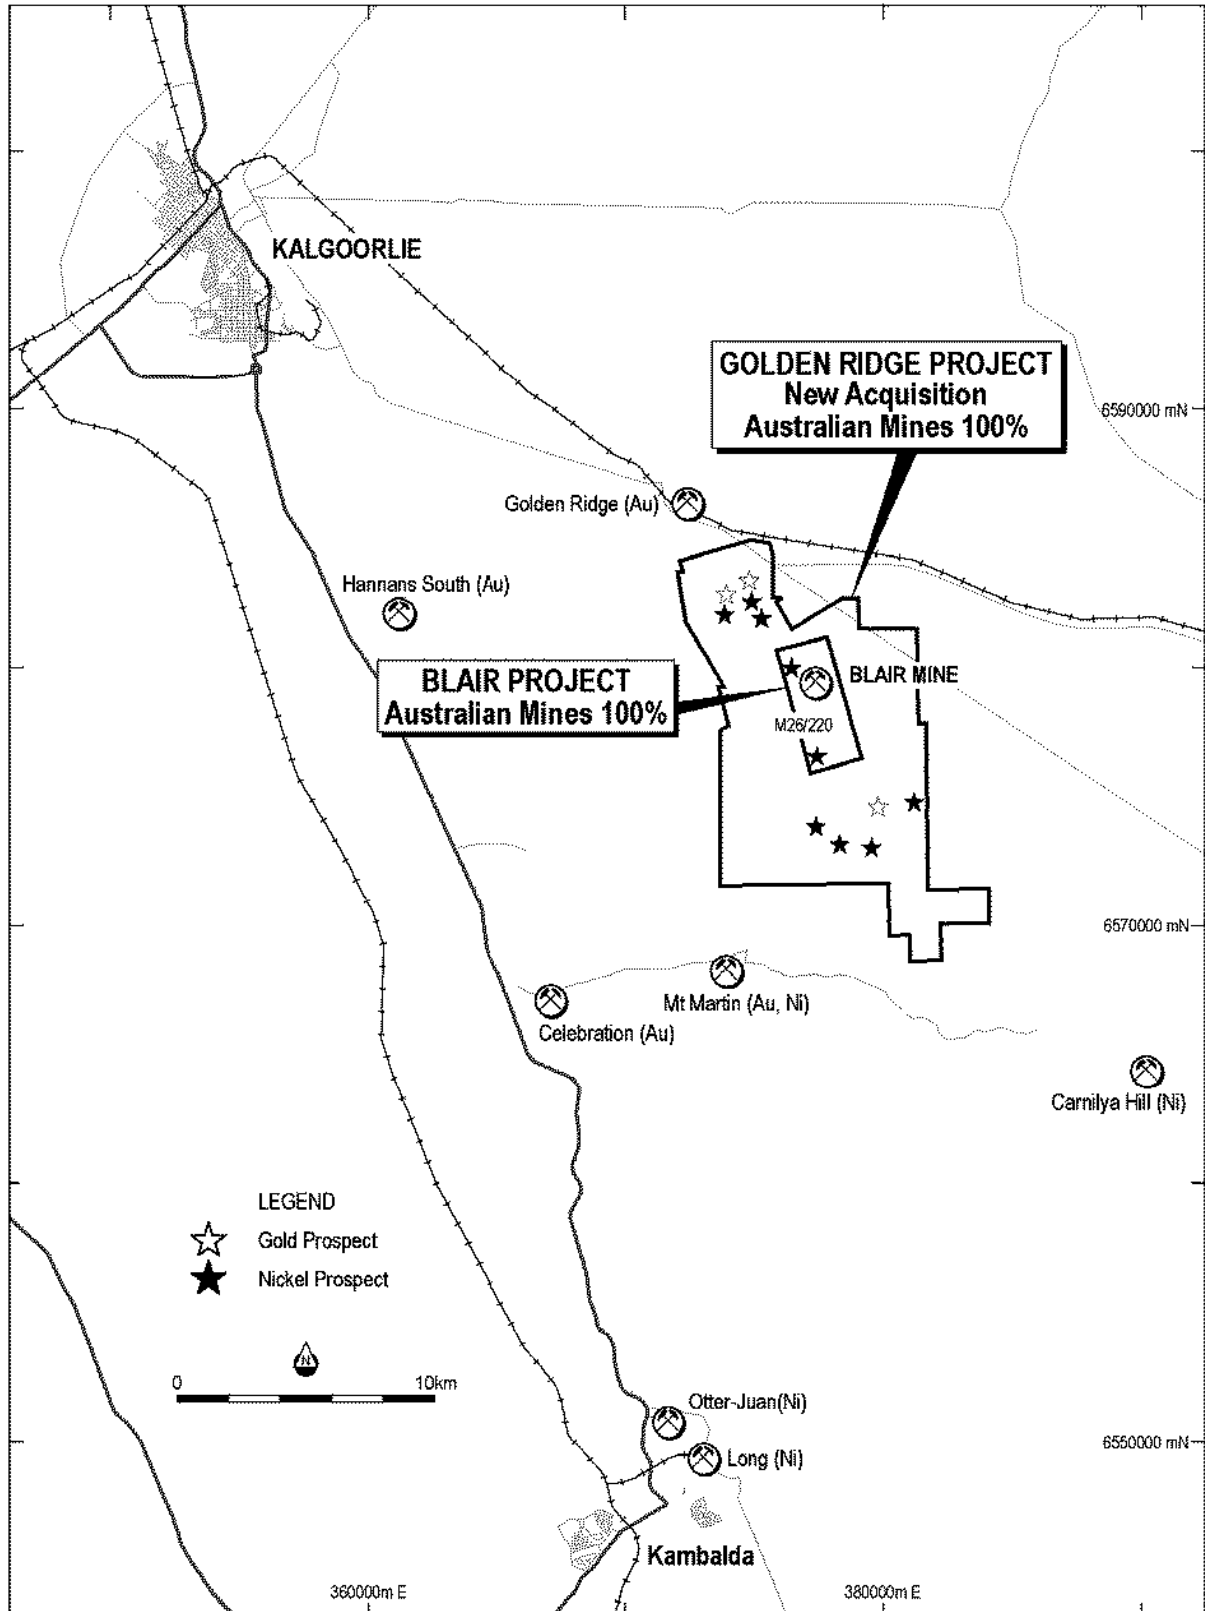 KALGOORLIE
GOLDEN RIDGE PROJECT
New Acquisition
Australian Mines 100%
6590000 mN
Golden Ridge (Au)
Hannans South (Au)
BLAIR PROJECT
Australian Mines 100%
BLAIR MINE
M26/220
6570000 mN
Mt Martin (Au, Ni)
Celebration (Au)
Carnilya Hill (Ni)
LEGEND
Gold Prospect
Nickel Prospect
N
0 10km
Otter-Juan(Ni)
6550000 mN
Long (Ni)
Kambalda
360000m E
380000m E